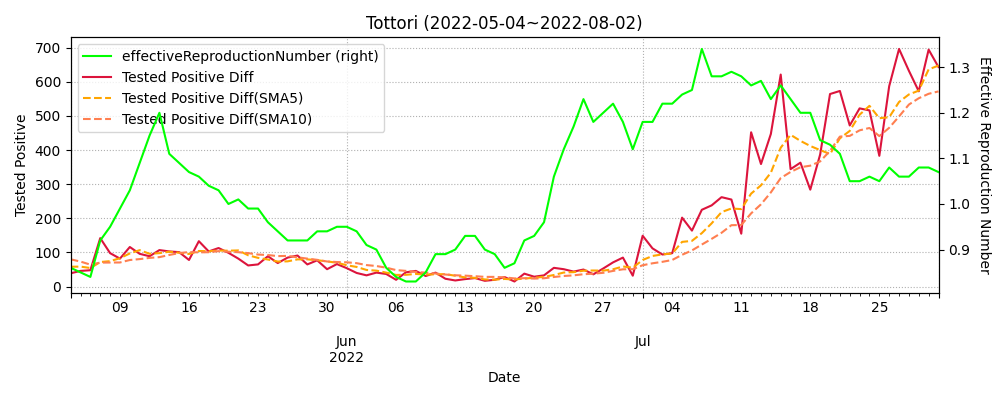 Tottori (2022-05-04~2022-08-02)
effectiveReproductionNumber (right)
Tested Positive Diff
Tested Positive Diff(SMA5)
Tested Positive Diff(SMA10)
Tested Positive
700
600
500
400
300
200
100
0
1.3
1.2
1.1
1.0
0.9
Effective Reproduction Number
09 16 23 30 06 13 20 27 04 11 18 25
Jun Jul
2022
Date